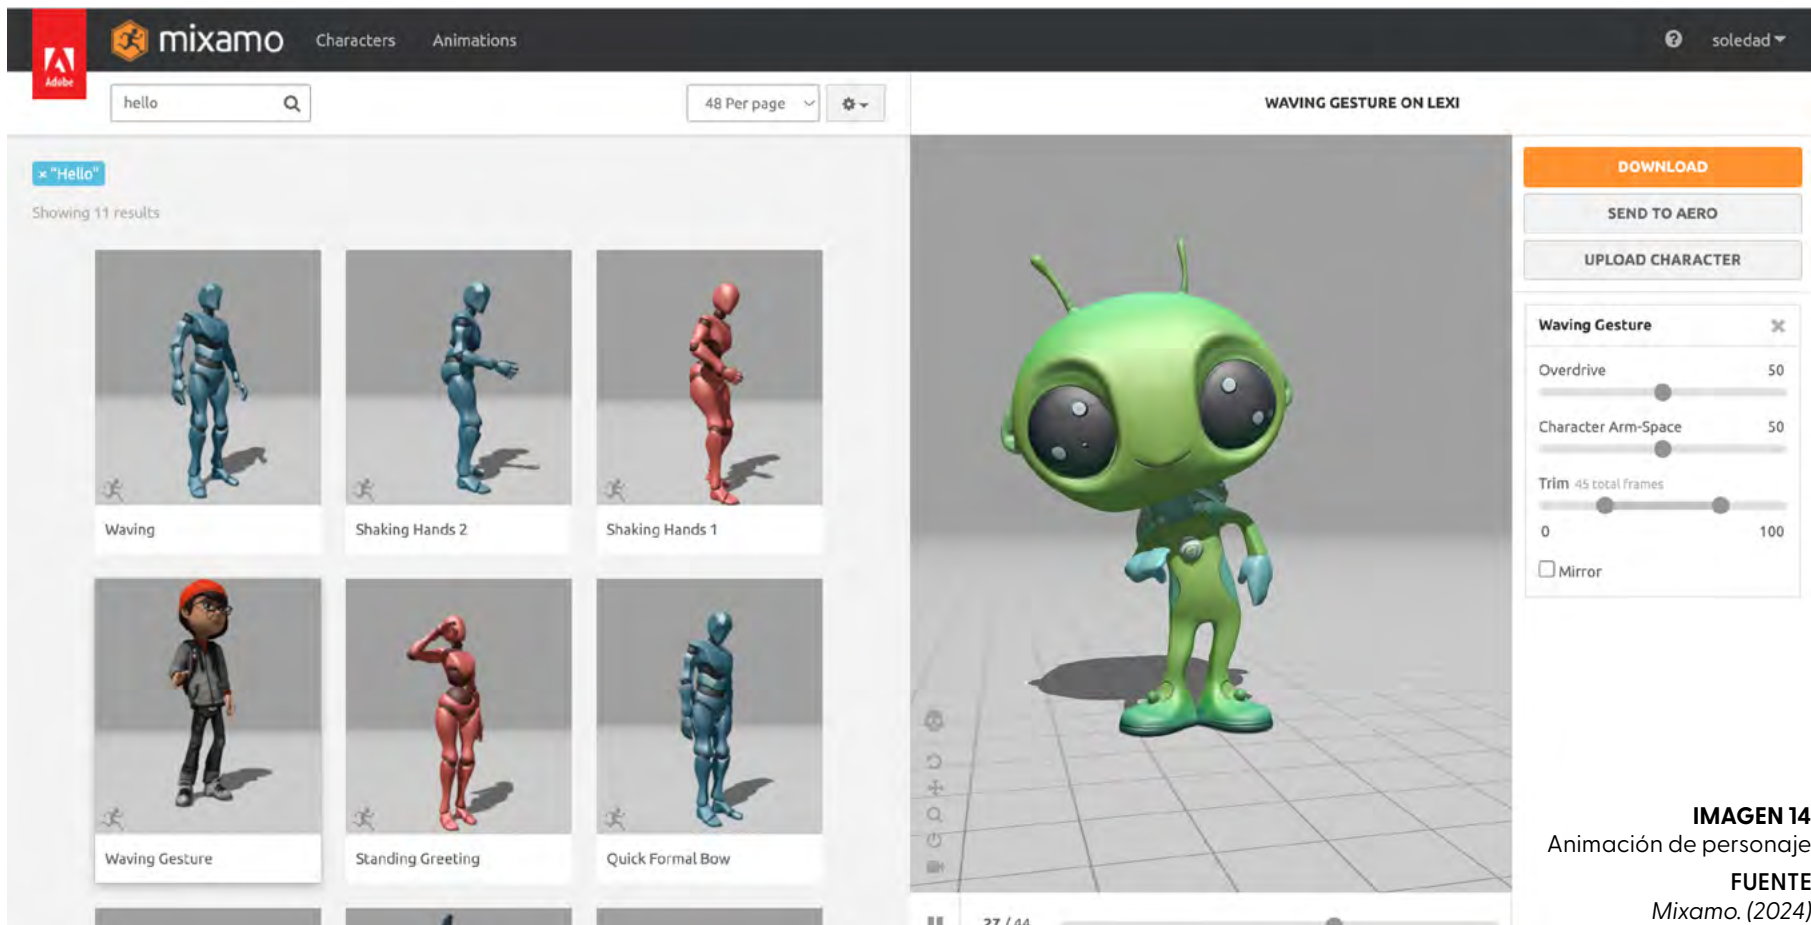 Adobe
mixamo
Characters
Animations
soledad
hello
48 Per page
WAVING GESTURE ON LEXI
× "Hello"
Showing 11 results
Waving
Shaking Hands 2
Shaking Hands 1
Waving Gesture
Standing Greeting
Quick Formal Bow
DOWNLOAD
SEND TO AERO
UPLOAD CHARACTER
Waving Gesture
Overdrive 50
Character Arm-Space 50
Trim 45 total frames
0 100
Mirror
27 / 44
IMAGEN 14
Animación de personaje
FUENTE
Mixamo. (2024)